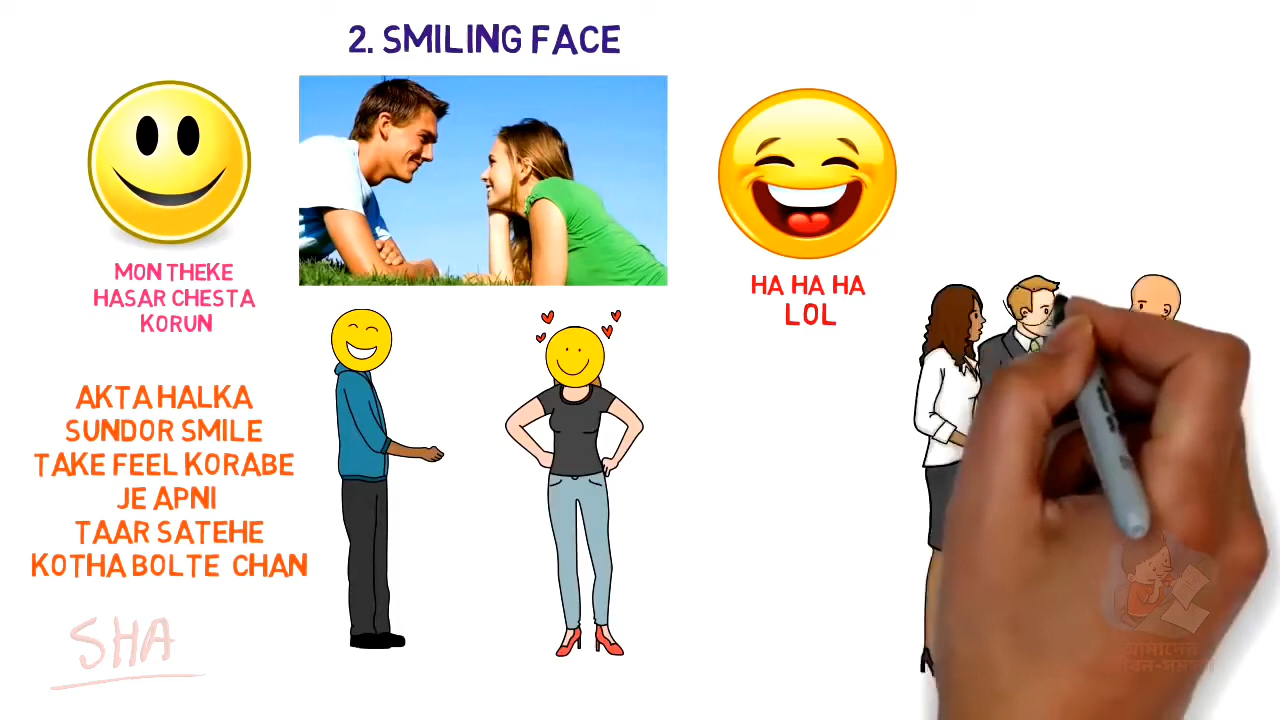 2. SMILING FACE
MON THEKE
HASAR CHESTA
KORUN
HA HA HA
LOL
AKTA HALKA
SUNDOR SMILE
TAKE FEEL KORABE
JE APNI
TAAR SATEHE
KOTHA BOLTE CHAN
SHA